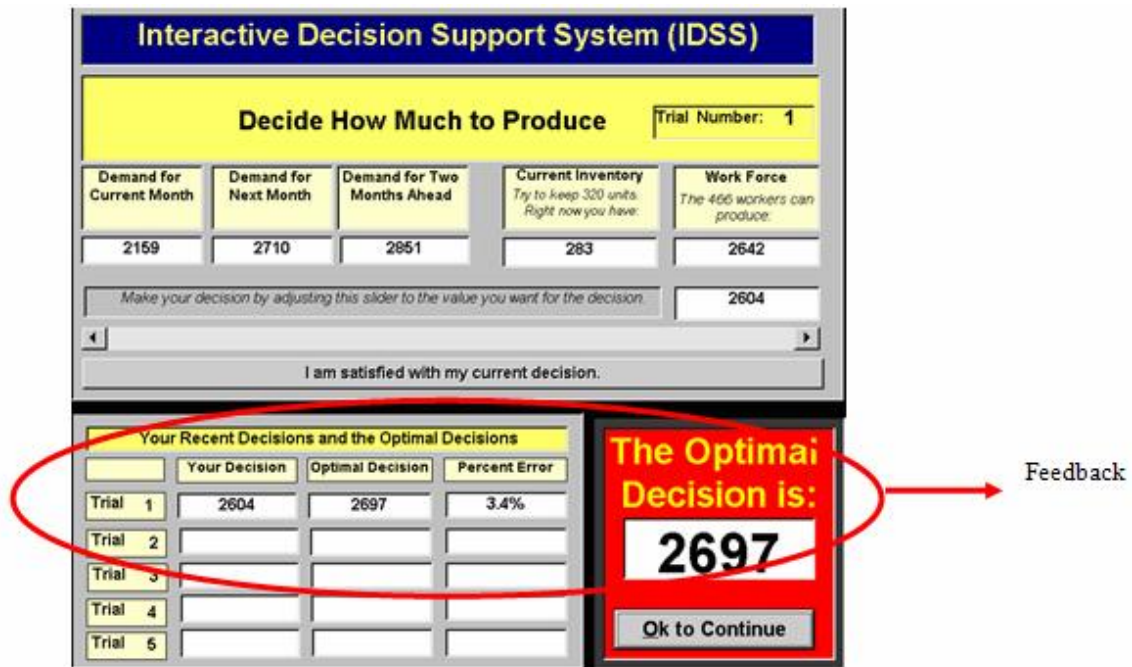 Interactive Decision Support System (IDSS)
Decide How Much to Produce
Trial Number: 1
Demand for
Current Month
Demand for
Next Month
Demand for Two
Months Ahead
Current Inventory
Try to keep 320 units.
Right now you have:
Work Force
The 466 workers can
produce:
2159
2710
2851
283
2642
Make your decision by adjusting this slider to the value you want for the decision.
2604
I am satisfied with my current decision.
Your Recent Decisions and the Optimal Decisions
Your Decision
Optimal Decision
Percent Error
Trial 1
2604
2697
3.4%
Trial 2
Trial 3
Trial 4
Trial 5
The Optimal
Decision is:
2697
Ok to Continue
Feedback